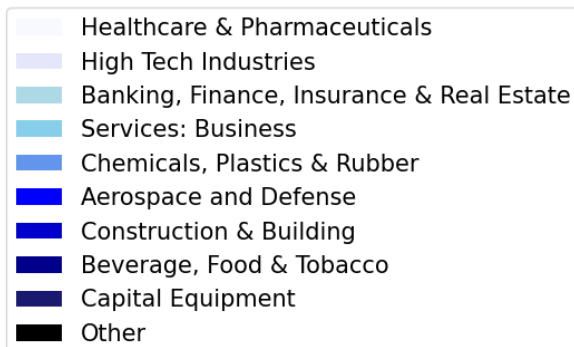 Healthcare & Pharmaceuticals
High Tech Industries
Banking, Finance, Insurance & Real Estate
Services: Business
Chemicals, Plastics & Rubber
Aerospace and Defense
Construction & Building
Beverage, Food & Tobacco
Capital Equipment
Other